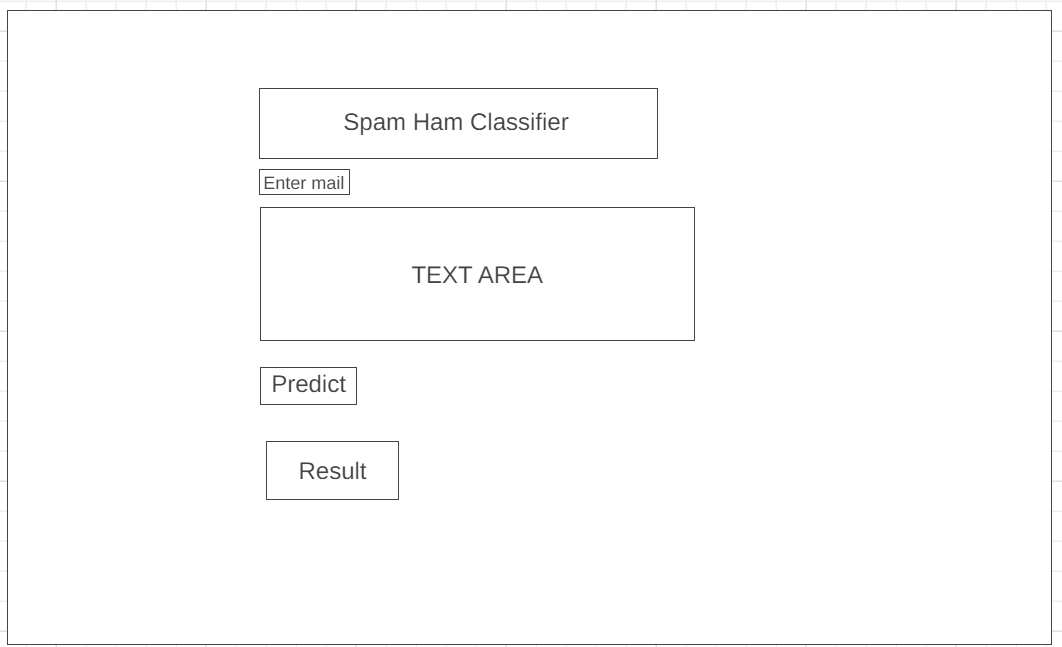 Spam Ham Classifier
Enter mail
TEXT AREA
Predict
Result